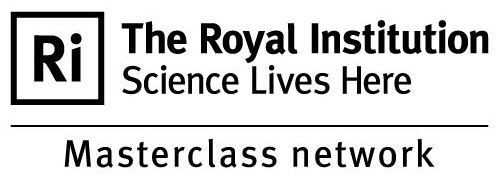 Ri
The Royal Institution
Science Lives Here
Masterclass network